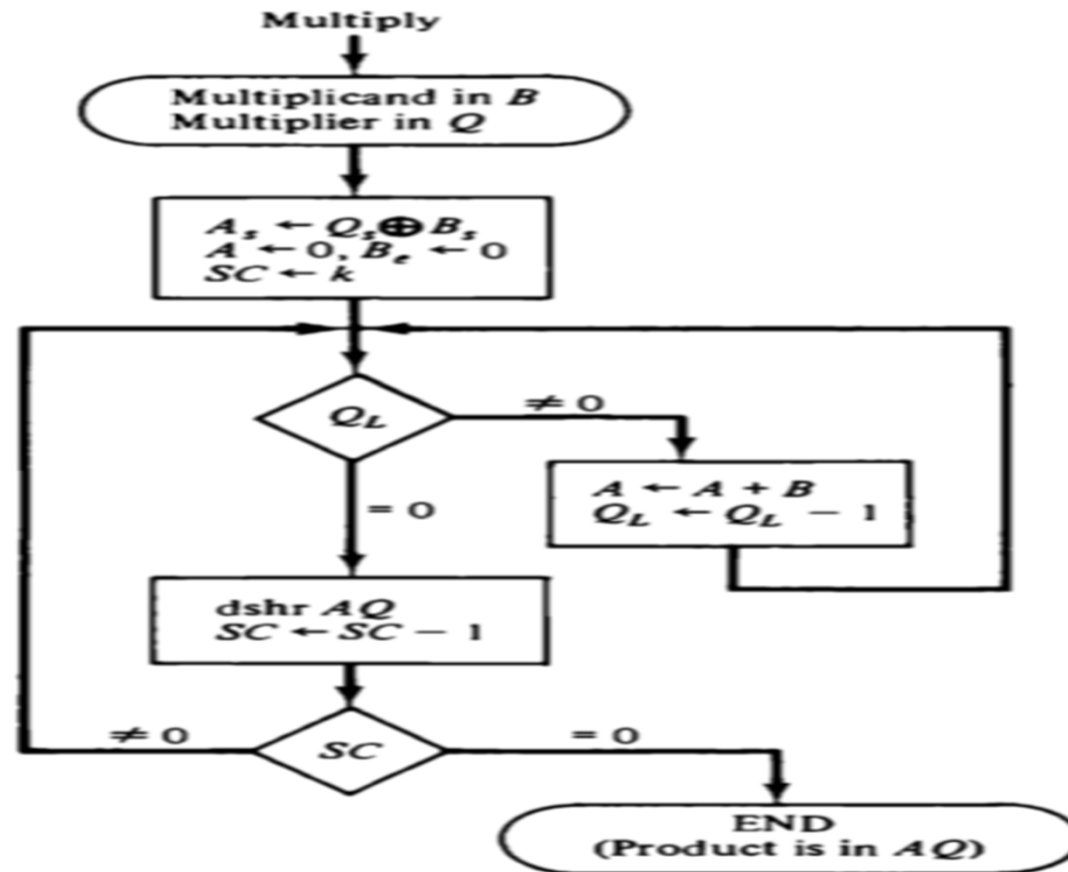 Multiply
Multiplicand in B
Multiplier in Q
A_s ← Q_s ⊕ B_s
A ← 0, B_e ← 0
SC ← k
Q_L
≠ 0
= 0
A ← A + B
Q_L ← Q_L − 1
dshr AQ
SC ← SC − 1
≠ 0
SC
= 0
END
(Product is in AQ)